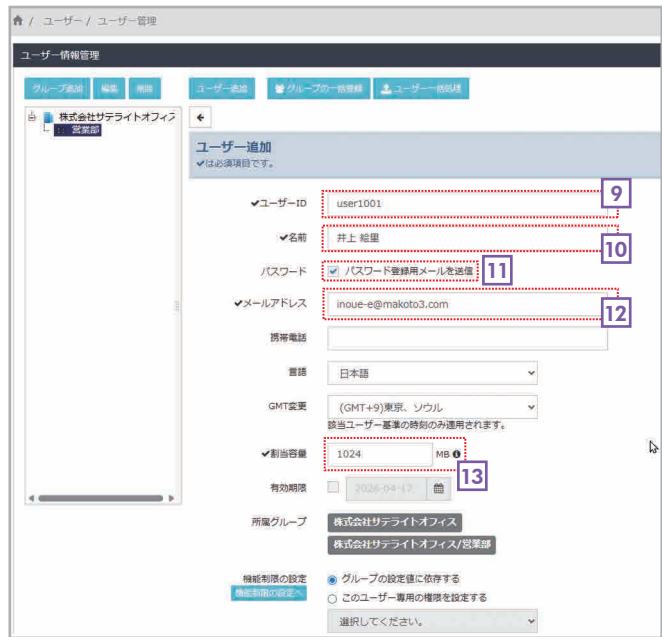 / ユーザー / ユーザー管理
ユーザー情報管理
グループ追加 編集 削除 ユーザー追加 グループの一括登録 ユーザー一括処理
株式会社サテライトオフィス
営業部
ユーザー追加
✔は必須項目です。
✔ユーザーID user1001 9
✔名前 井上 絵里 10
パスワード パスワード登録用メールを送信 11
✔メールアドレス inoue-e@makoto3.com 12
携帯電話
言語 日本語
GMT変更 (GMT+9)東京、ソウル
該当ユーザー基準の時刻のみ適用されます。
✔割当容量 1024 MB 13
有効期限 2026-04-17
所属グループ 株式会社サテライトオフィス
株式会社サテライトオフィス/営業部
機能制限の設定 グループの設定値に依存する
機能制限の設定へ このユーザー専用の権限を設定する
選択してください。